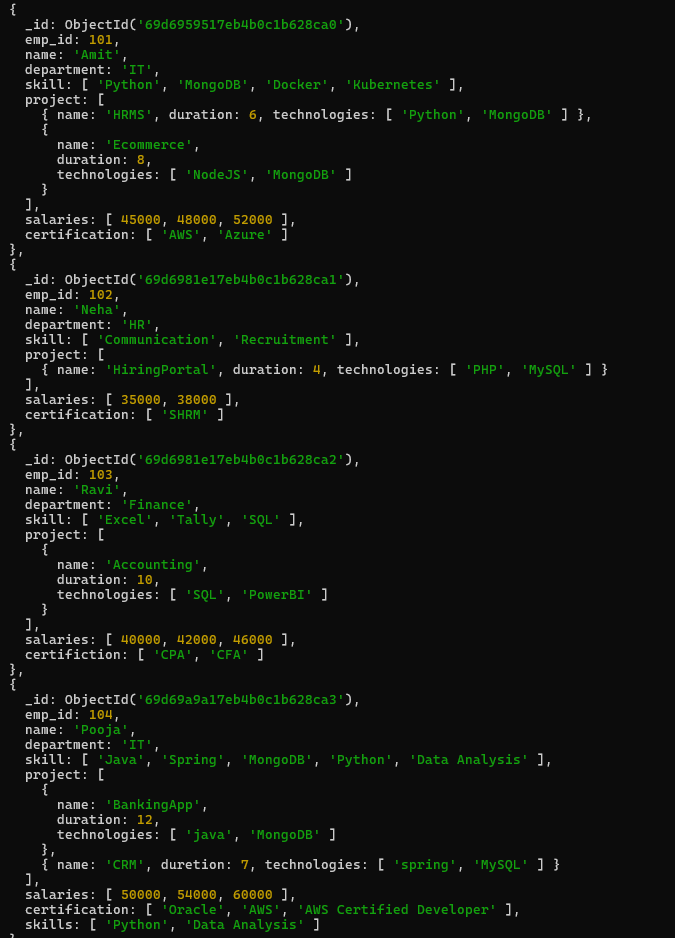 {
  _id: ObjectId('69d6959517eb4b0c1b628ca0'),
  emp_id: 101,
  name: 'Amit',
  department: 'IT',
  skill: [ 'Python', 'MongoDB', 'Docker', 'Kubernetes' ],
  project: [
    { name: 'HRMS', duration: 6, technologies: [ 'Python', 'MongoDB' ] },
    {
      name: 'Ecommerce',
      duration: 8,
      technologies: [ 'NodeJS', 'MongoDB' ]
    }
  ],
  salaries: [ 45000, 48000, 52000 ],
  certification: [ 'AWS', 'Azure' ]
},
{
  _id: ObjectId('69d6981e17eb4b0c1b628ca1'),
  emp_id: 102,
  name: 'Neha',
  department: 'HR',
  skill: [ 'Communication', 'Recruitment' ],
  project: [
    { name: 'HiringPortal', duration: 4, technologies: [ 'PHP', 'MySQL' ] }
  ],
  salaries: [ 35000, 38000 ],
  certification: [ 'SHRM' ]
},
{
  _id: ObjectId('69d6981e17eb4b0c1b628ca2'),
  emp_id: 103,
  name: 'Ravi',
  department: 'Finance',
  skill: [ 'Excel', 'Tally', 'SQL' ],
  project: [
    {
      name: 'Accounting',
      duration: 10,
      technologies: [ 'SQL', 'PowerBI' ]
    }
  ],
  salaries: [ 40000, 42000, 46000 ],
  certifiction: [ 'CPA', 'CFA' ]
},
{
  _id: ObjectId('69d69a9a17eb4b0c1b628ca3'),
  emp_id: 104,
  name: 'Pooja',
  department: 'IT',
  skill: [ 'Java', 'Spring', 'MongoDB', 'Python', 'Data Analysis' ],
  project: [
    {
      name: 'BankingApp',
      duration: 12,
      technologies: [ 'java', 'MongoDB' ]
    },
    { name: 'CRM', duretion: 7, technologies: [ 'spring', 'MySQL' ] }
  ],
  salaries: [ 50000, 54000, 60000 ],
  certification: [ 'Oracle', 'AWS', 'AWS Certified Developer' ],
  skills: [ 'Python', 'Data Analysis' ]